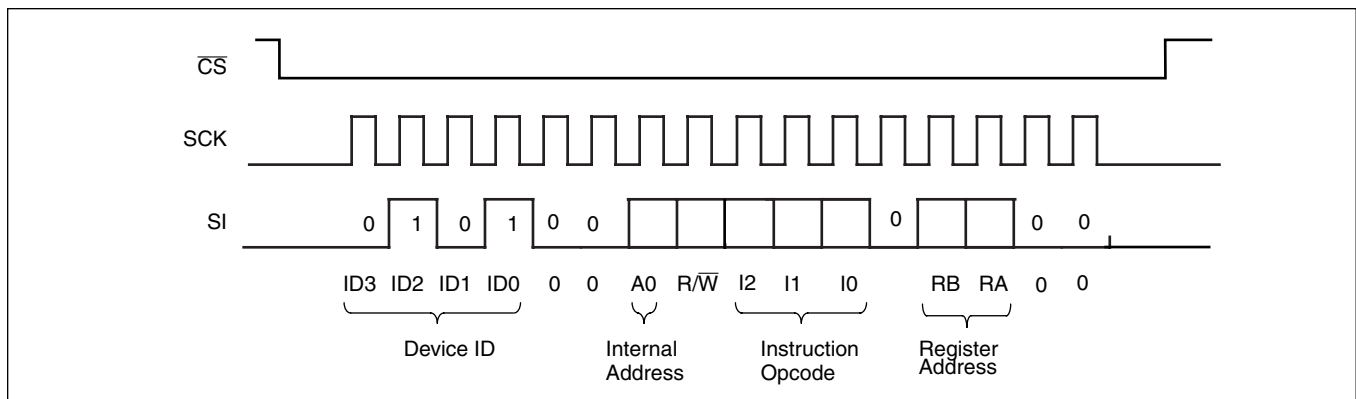 CS
SCK
SI 0 1 0 1 0 0 0 0 0
ID3 ID2 ID1 ID0 0 0 A0 R/W I2 I1 I0 RB RA 0 0
Device ID
Internal
Address
Instruction
Opcode
Register
Address